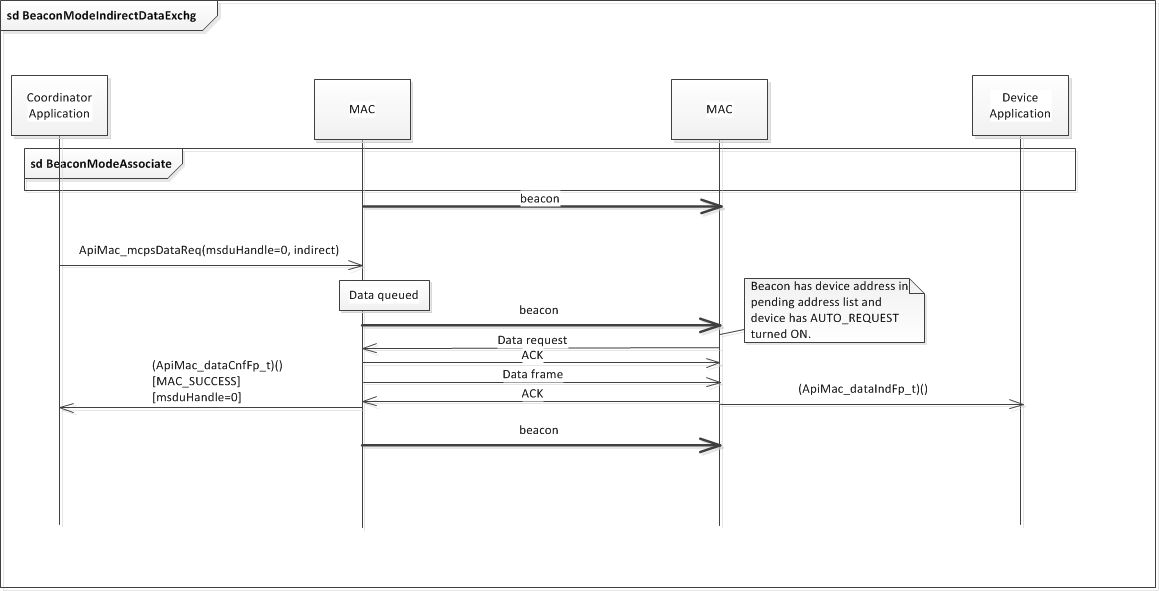 sd BeaconModeIndirectDataExchg
Coordinator
Application
MAC
MAC
Device
Application
sd BeaconModeAssociate
beacon
ApiMac_mcpsDataReq(msduHandle=0, indirect)
Data queued
Beacon has device address in
pending address list and
device has AUTO_REQUEST
turned ON.
beacon
Data request
ACK
(ApiMac_dataCnfFp_t)()
[MAC_SUCCESS]
[msduHandle=0]
Data frame
ACK
(ApiMac_dataIndFp_t)()
beacon